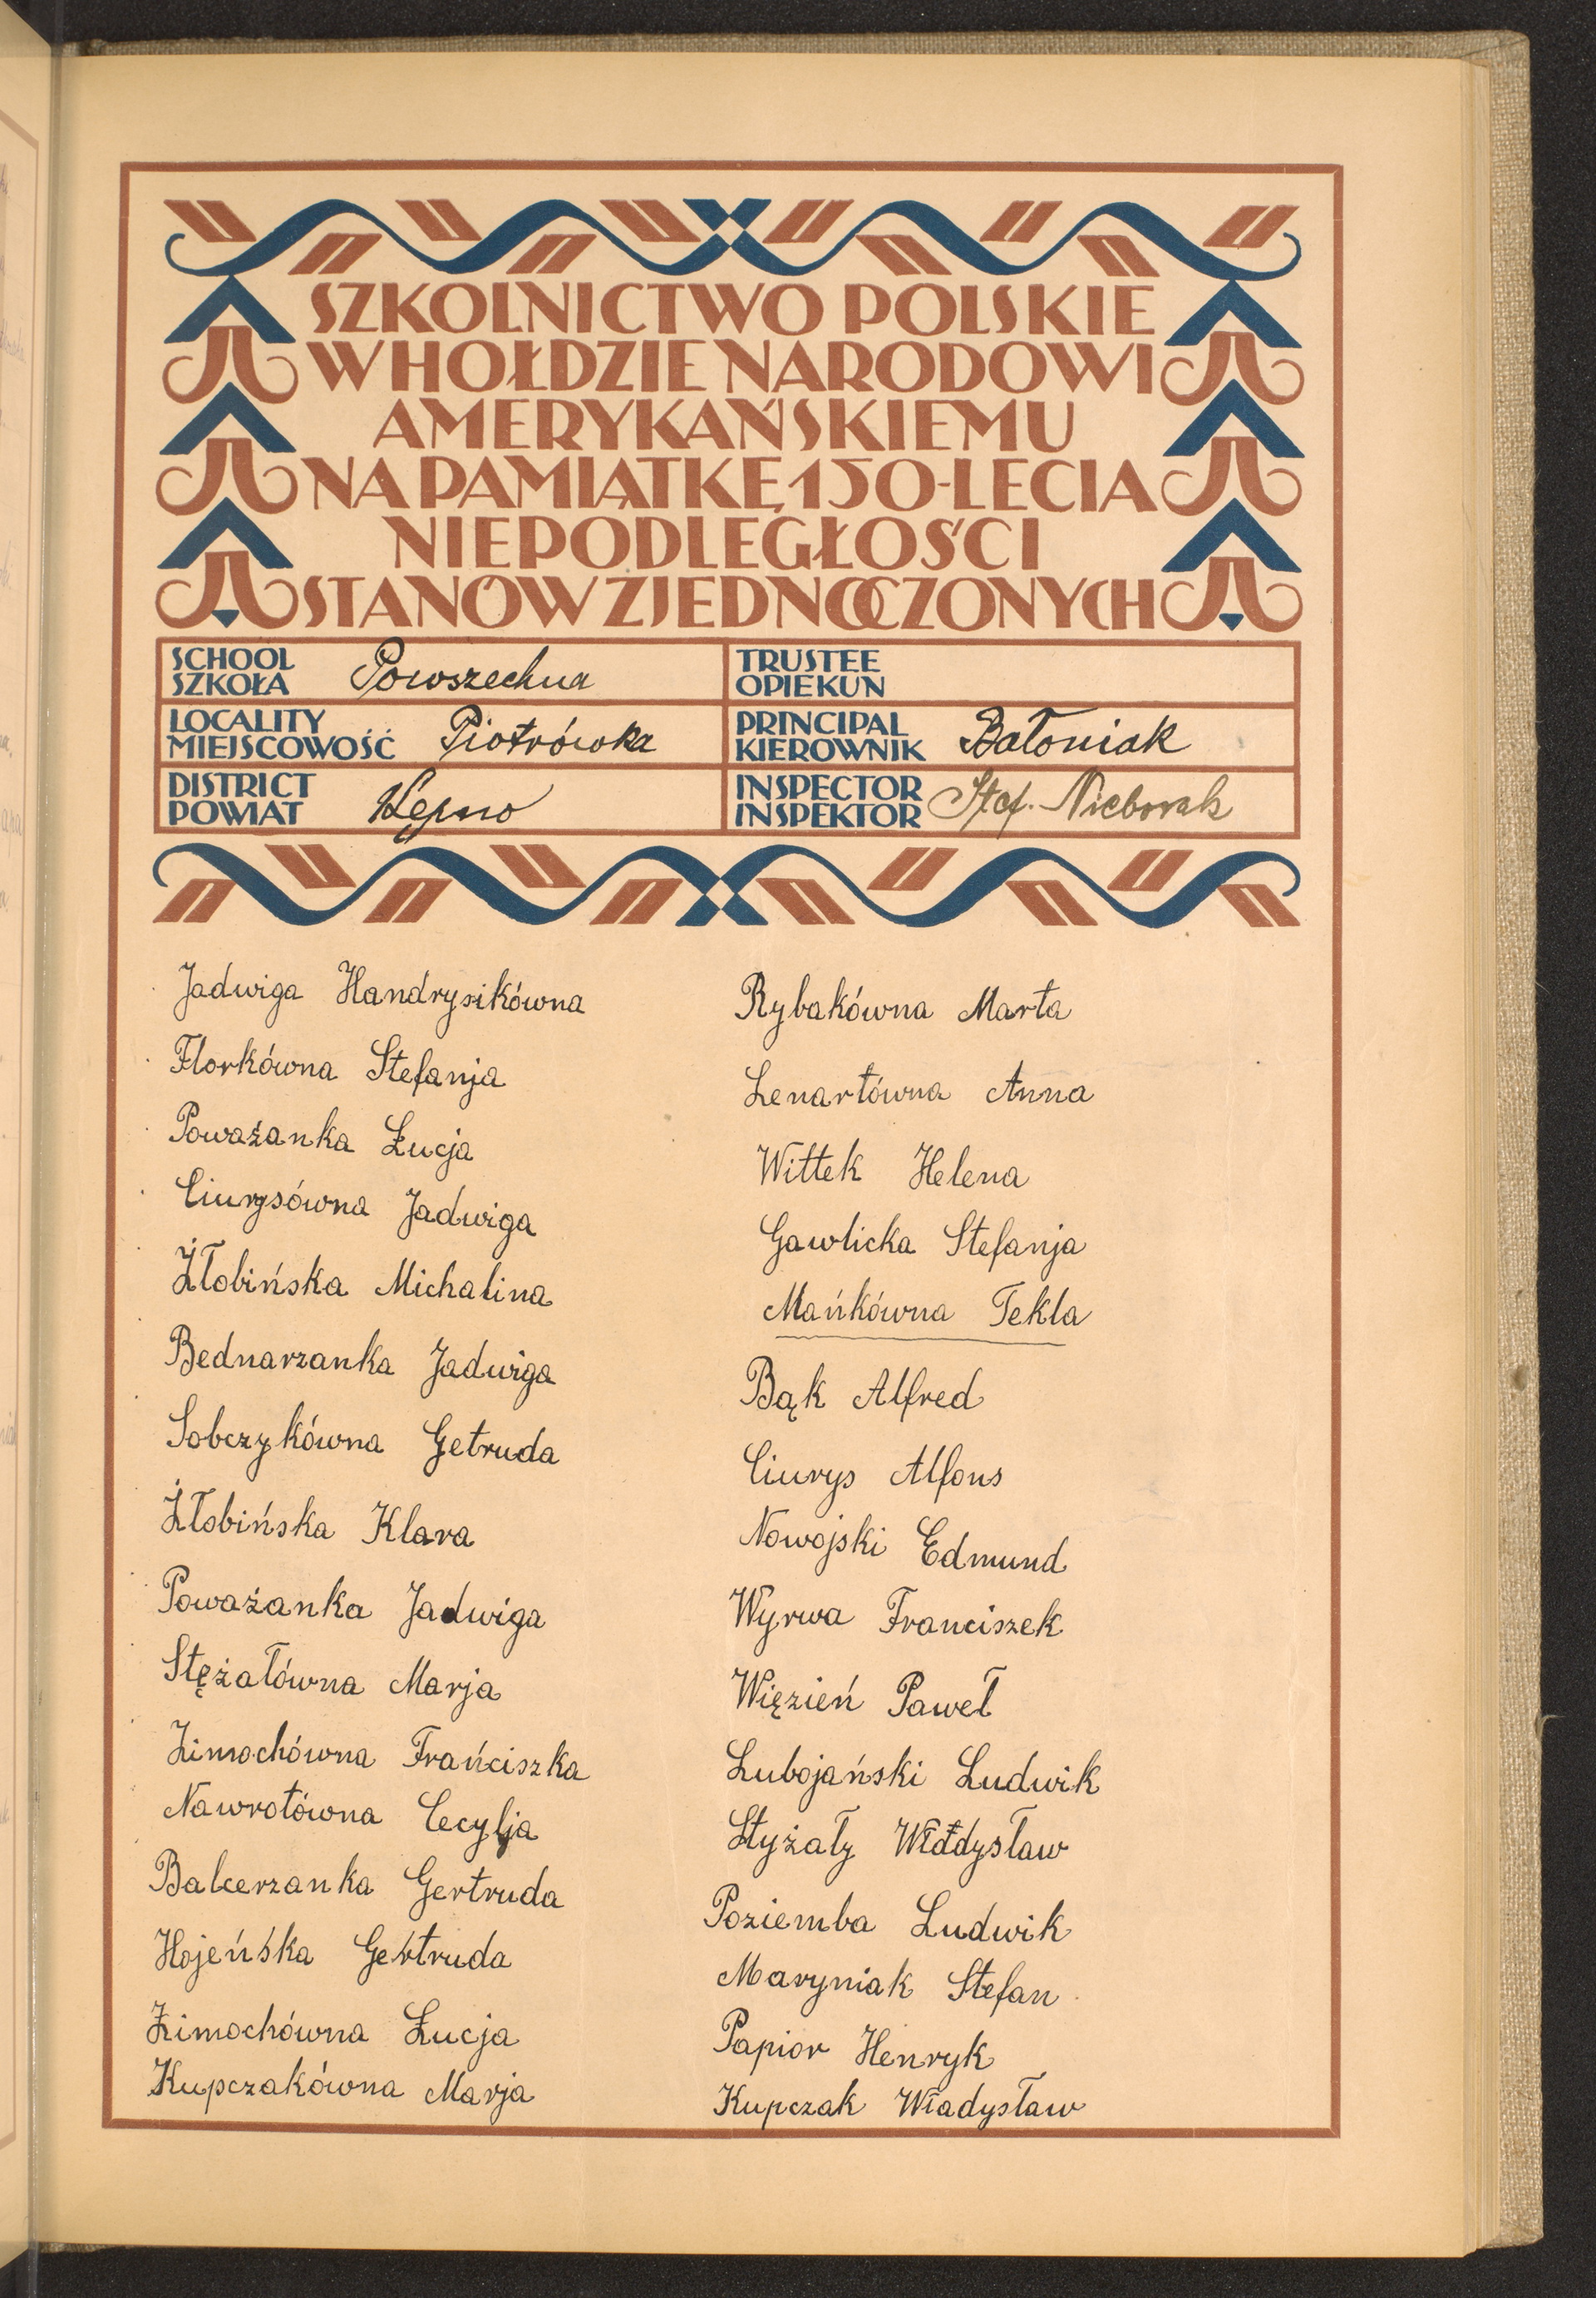 SZKOLNICTWO POLSKIE
W HOŁDZIE NARODOWI
AMERYKAŃSKIEMU
NA PAMIĄTKĘ 150-LECIA
NIEPODLEGŁOŚCI
STANÓW ZJEDNOCZONYCH
SCHOOL
SZKOŁA Powszechna
LOCALITY
MIEJSCOWOŚĆ Piotrówka
DISTRICT
POWIAT Kępno
TRUSTEE
OPIEKUN
PRINCIPAL
KIEROWNIK Bałoniak
INSPECTOR
INSPEKTOR Stef. Nieborak
Jadwiga Handrysikówna
Florkówna Stefanja
Poważanka Łucja
Ciurysówna Jadwiga
Żłobińska Michalina
Bednarzanka Jadwiga
Sobczykówna Getruda
Żłobińska Klara
Poważanka Jadwiga
Stężałówna Marja
Zimochówna Frańciszka
Nawrotówna Cecylja
Balcerzanka Gertruda
Hojeńska Gertruda
Zimochówna Łucja
Kupczakówna Marja
Rybakówna Marta
Lenartówna Anna
Wittek Helena
Gawlicka Stefanja
Mańkówna Tekla
Bąk Alfred
Ciurys Alfons
Nowojski Edmund
Wyrwa Franciszek
Więzień Paweł
Lubojański Ludwik
Styżały Władysław
Poziemba Ludwik
Maryniak Stefan
Papior Henryk
Kupczak Władysław